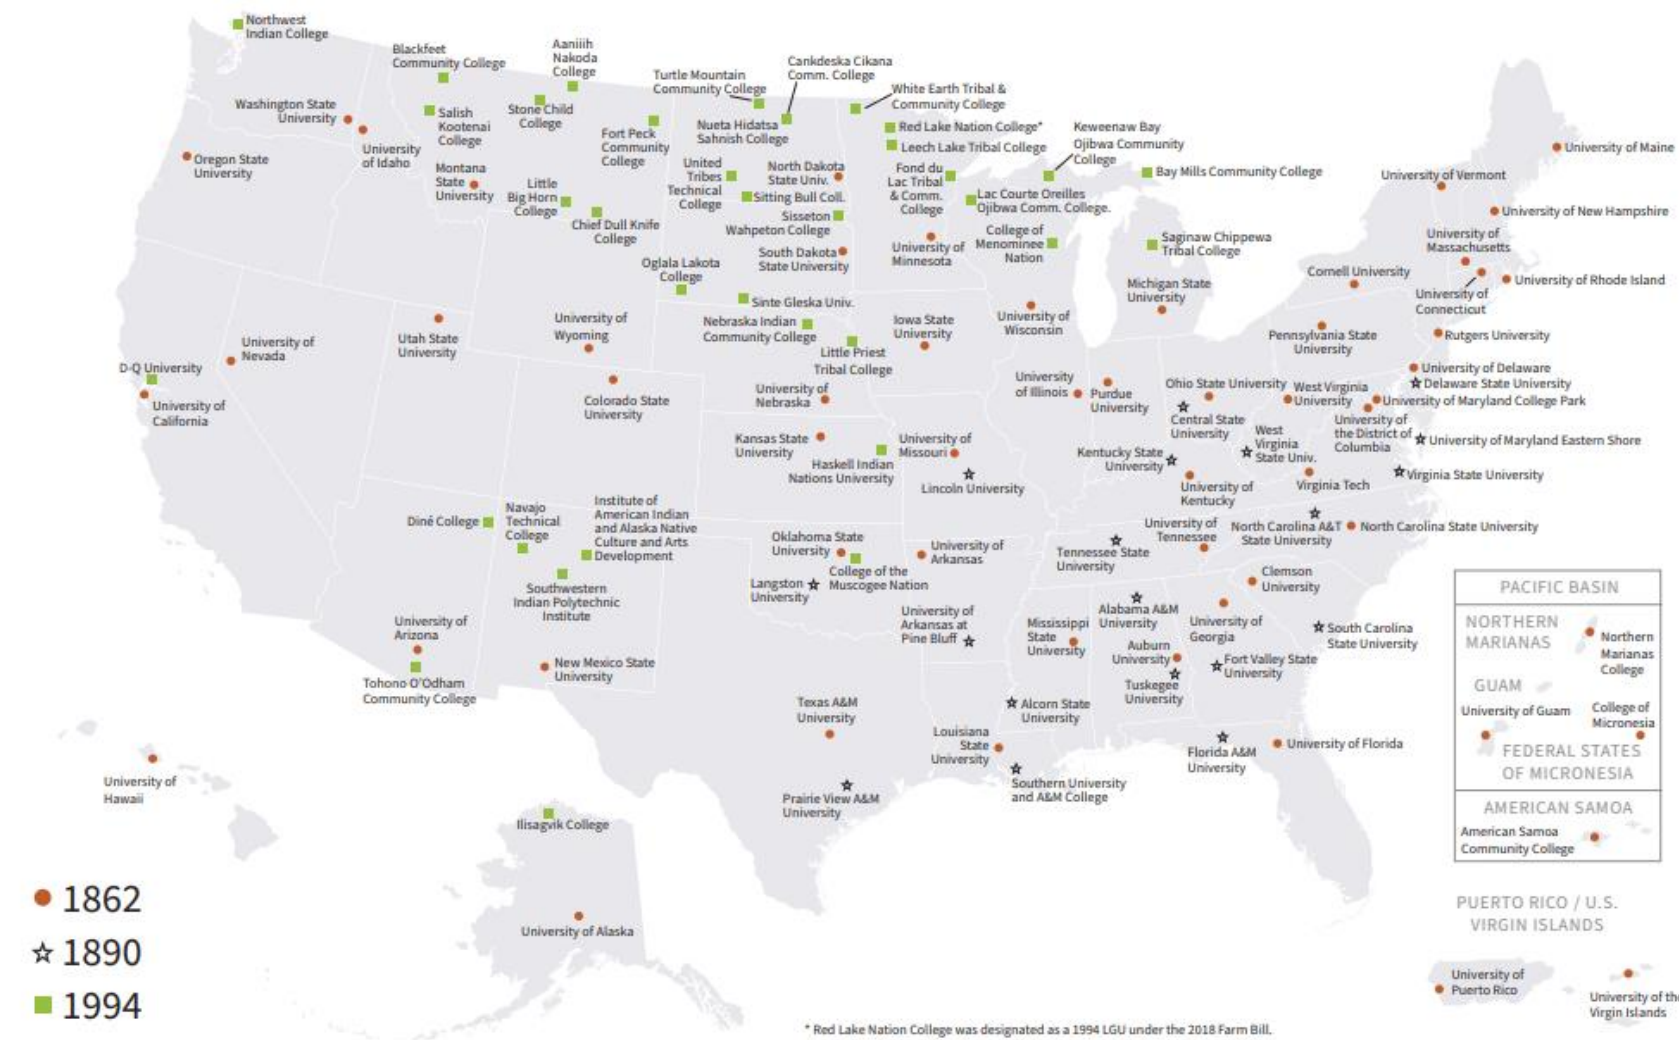 Northwest
Indian College
Blackfeet
Community College
Aaniiih
Nakoda
College
Turtle Mountain
Community College
Cankdeska Cikana
Comm. College
White Earth Tribal &
Community College
Washington State
University
University
of Idaho
Salish
Kootenai
College
Stone Child
College
Fort Peck
Community
College
Nueta Hidatsa
Sahnish College
Red Lake Nation College*
Leech Lake Tribal College
Keweenaw Bay
Ojibwa Community
College
Bay Mills Community College
University of Maine
Oregon State
University
Montana
State
University
Little
Big Horn
College
Chief Dull Knife
College
United
Tribes
Technical
College
North Dakota
State Univ.
Sitting Bull Coll.
Sisseton
Wahpeton College
Fond du
Lac Tribal
& Comm.
College
Lac Courte Oreilles
Ojibwa Comm. College.
University of Vermont
University of New Hampshire
University of
Massachusetts
South Dakota
State University
University of
Minnesota
College of
Menominee
Nation
Saginaw Chippewa
Tribal College
Oglala Lakota
College
Sinte Gleska Univ.
Michigan State
University
Cornell University
University of
Connecticut
University of Rhode Island
University of
Nevada
Utah State
University
University of
Wyoming
Nebraska Indian
Community College
Little Priest
Tribal College
Iowa State
University
University of
Wisconsin
Pennsylvania State
University
Rutgers University
D-Q University
University of
California
Colorado State
University
University of
Nebraska
University
of Illinois
Purdue
University
Ohio State University
Central State
University
West Virginia
University
University of Delaware
Delaware State University
University of Maryland College Park
University of
the District of
Columbia
University of Maryland Eastern Shore
Kansas State
University
Haskell Indian
Nations University
University of
Missouri
Lincoln University
Kentucky State
University
University of
Kentucky
West
Virginia
State Univ.
Virginia Tech
Virginia State University
Diné College
Navajo
Technical
College
Institute of
American Indian
and Alaska Native
Culture and Arts
Development
Southwestern
Indian Polytechnic
Institute
Oklahoma State
University
College of the
Muscogee Nation
Langston
University
University of
Arkansas
University of
Arkansas at
Pine Bluff
Tennessee State
University
University of
Tennessee
North Carolina A&T
State University
North Carolina State University
Clemson
University
University of
Arizona
Tohono O'Odham
Community College
New Mexico State
University
Mississippi
State
University
Alabama A&M
University
Auburn
University
Tuskegee
University
University of
Georgia
Fort Valley State
University
South Carolina
State University
Texas A&M
University
Prairie View A&M
University
Alcorn State
University
Louisiana
State
University
Southern University
and A&M College
Florida A&M
University
University of Florida
University of
Hawaii
Ilisagvik College
University of Alaska
PACIFIC BASIN
NORTHERN
MARIANAS
Northern
Marianas
College
GUAM
University of Guam
College of
Micronesia
FEDERAL STATES
OF MICRONESIA
AMERICAN SAMOA
American Samoa
Community College
PUERTO RICO / U.S.
VIRGIN ISLANDS
University of
Puerto Rico
University of the
Virgin Islands
1862
1890
1994
* Red Lake Nation College was designated as a 1994 LGU under the 2018 Farm Bill.